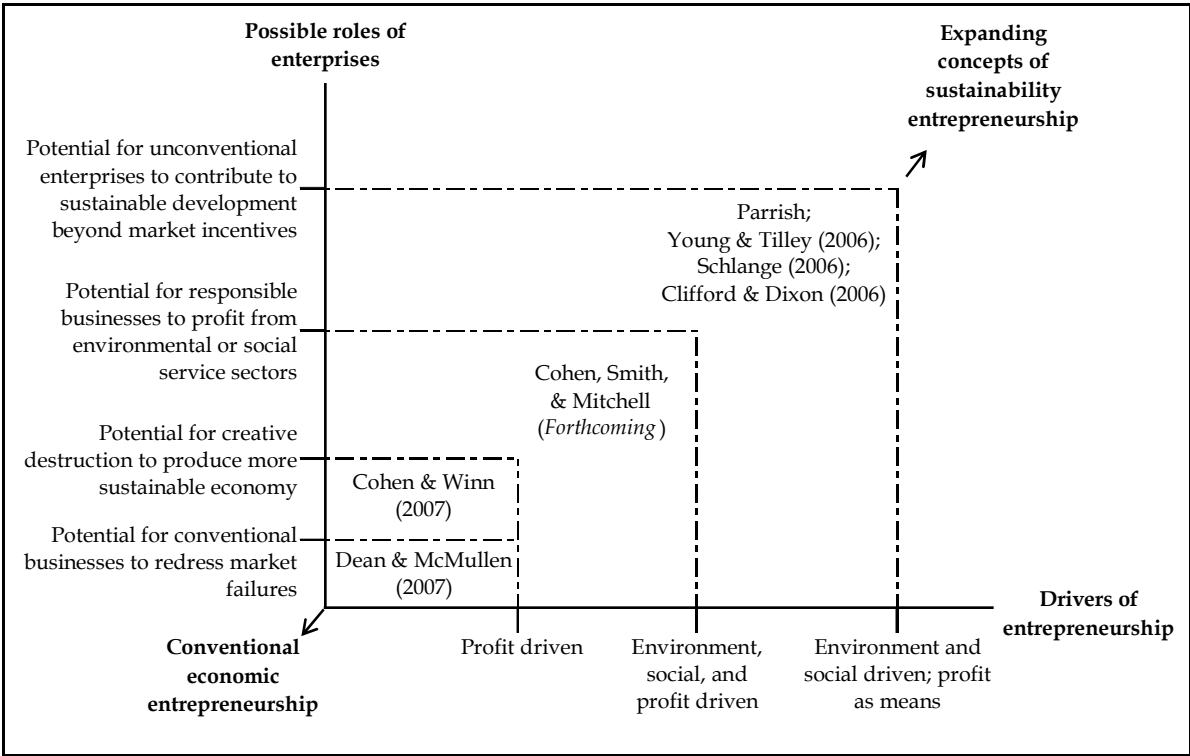 Possible roles of
enterprises
Expanding
concepts of
sustainability
entrepreneurship
Potential for unconventional
enterprises to contribute to
sustainable development
beyond market incentives
Parrish;
Young & Tilley (2006);
Schlange (2006);
Clifford & Dixon (2006)
Potential for responsible
businesses to profit from
environmental or social
service sectors
Cohen, Smith,
& Mitchell
(Forthcoming)
Potential for creative
destruction to produce more
sustainable economy
Cohen & Winn
(2007)
Potential for conventional
businesses to redress market
failures
Dean & McMullen
(2007)
Drivers of
entrepreneurship
Conventional
economic
entrepreneurship
Profit driven
Environment,
social, and
profit driven
Environment and
social driven; profit
as means